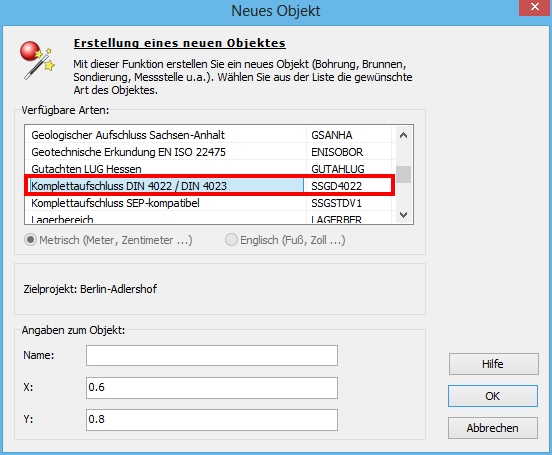 Neues Objekt
Erstellung eines neuen Objektes
Mit dieser Funktion erstellen Sie ein neues Objekt (Bohrung, Brunnen,
Sondierung, Messstelle u.a.). Wählen Sie aus der Liste die gewünschte
Art des Objektes.
Verfügbare Arten:
Geologischer Aufschluss Sachsen-Anhalt GSANHA
Geotechnische Erkundung EN ISO 22475 ENISOBOR
Gutachten LUG Hessen GUTAHLUG
Komplettaufschluss DIN 4022 / DIN 4023 SSGD4022
Komplettaufschluss SEP-kompatibel SSGSTDV1
Lagerbereich LAGERBER
Metrisch (Meter, Zentimeter ...) Englisch (Fuß, Zoll ...)
Zielprojekt: Berlin-Adlershof
Angaben zum Objekt:
Name:
X: 0.6
Y: 0.8
Hilfe
OK
Abbrechen